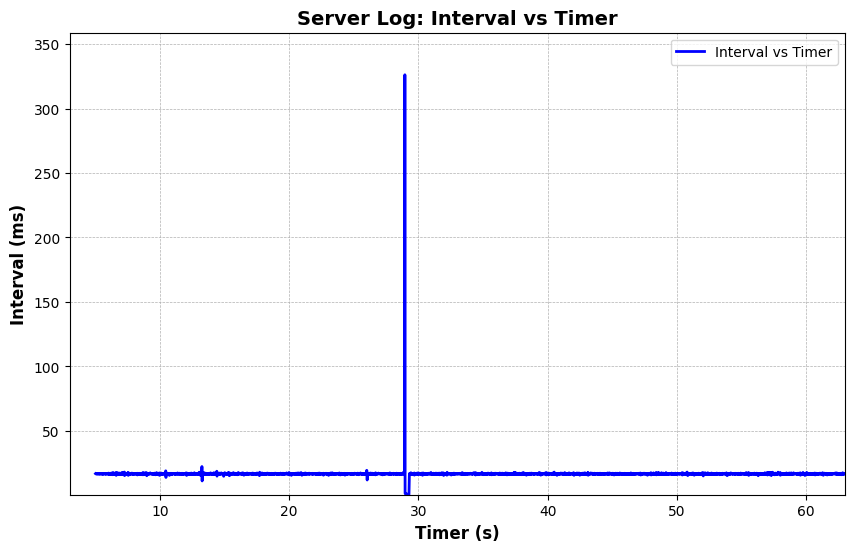 Server Log: Interval vs Timer
Interval vs Timer
350
300
250
200
150
100
50
Interval (ms)
10 20 30 40 50 60
Timer (s)